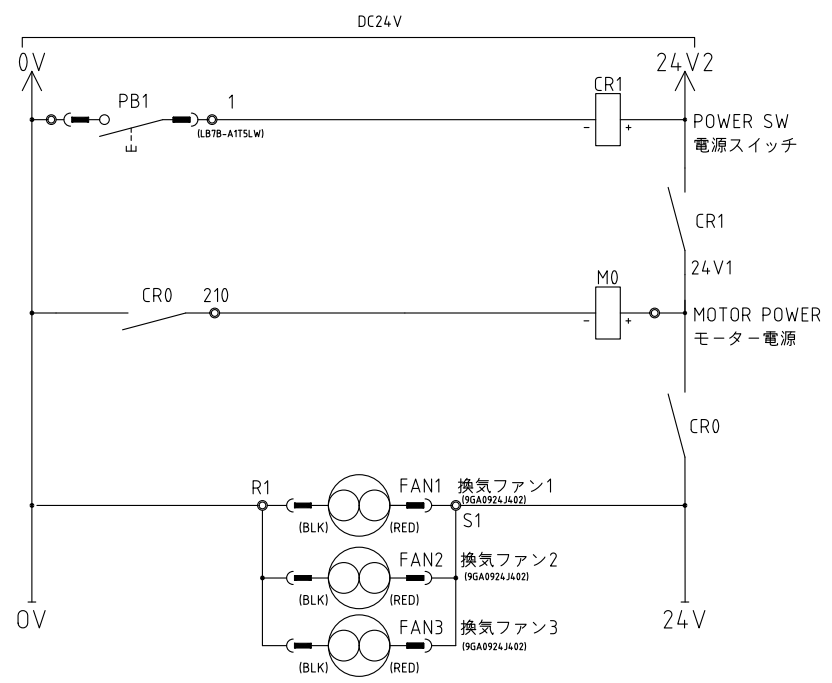 DC24V
0V
24V2
PB1
1
CR1
(LB7B-A1T5LW)
- +
POWER SW
電源スイッチ
CR1
24V1
CR0
210
M0
- +
MOTOR POWER
モーター電源
CR0
R1
FAN1
換気ファン1
(9GA0924J402)
(BLK)
(RED)
S1
FAN2
換気ファン2
(9GA0924J402)
(BLK)
(RED)
0V
24V
FAN3
換気ファン3
(9GA0924J402)
(BLK)
(RED)